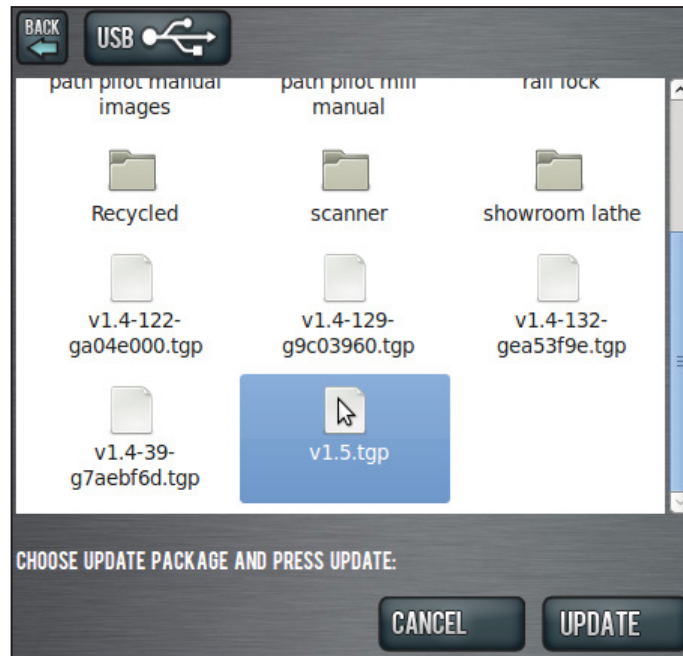 BACK
USB
path pilot manual images
path pilot mill manual
rail lock
Recycled
scanner
showroom lathe
v1.4-122-
ga04e000.tgp
v1.4-129-
g9c03960.tgp
v1.4-132-
gea53f9e.tgp
v1.4-39-
g7aebf6d.tgp
v1.5.tgp
CHOOSE UPDATE PACKAGE AND PRESS UPDATE:
CANCEL
UPDATE